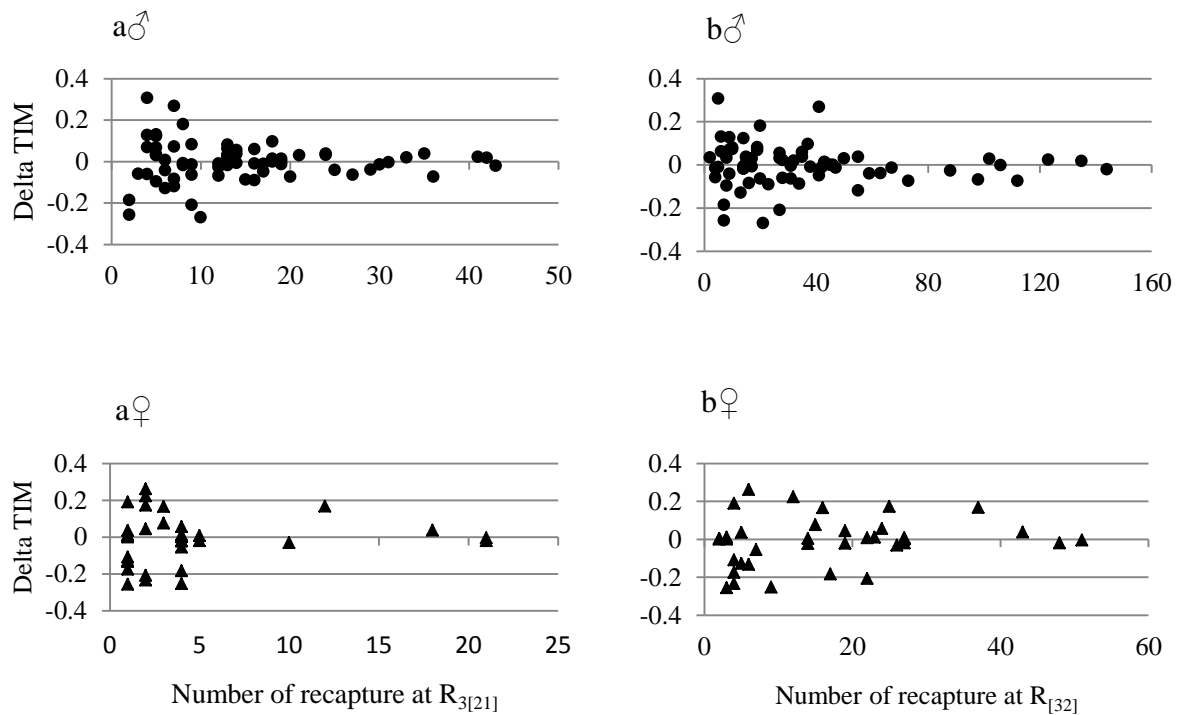 a♂
b♂
Delta TIM
0.4
0.2
0
-0.2
-0.4
0 10 20 30 40 50
0.4
0.2
0
-0.2
-0.4
0 40 80 120 160
a♀
b♀
Delta TIM
0.4
0.2
0
-0.2
-0.4
0 5 10 15 20 25
0.4
0.2
0
-0.2
-0.4
0 20 40 60
Number of recapture at R3[21]
Number of recapture at R[32]